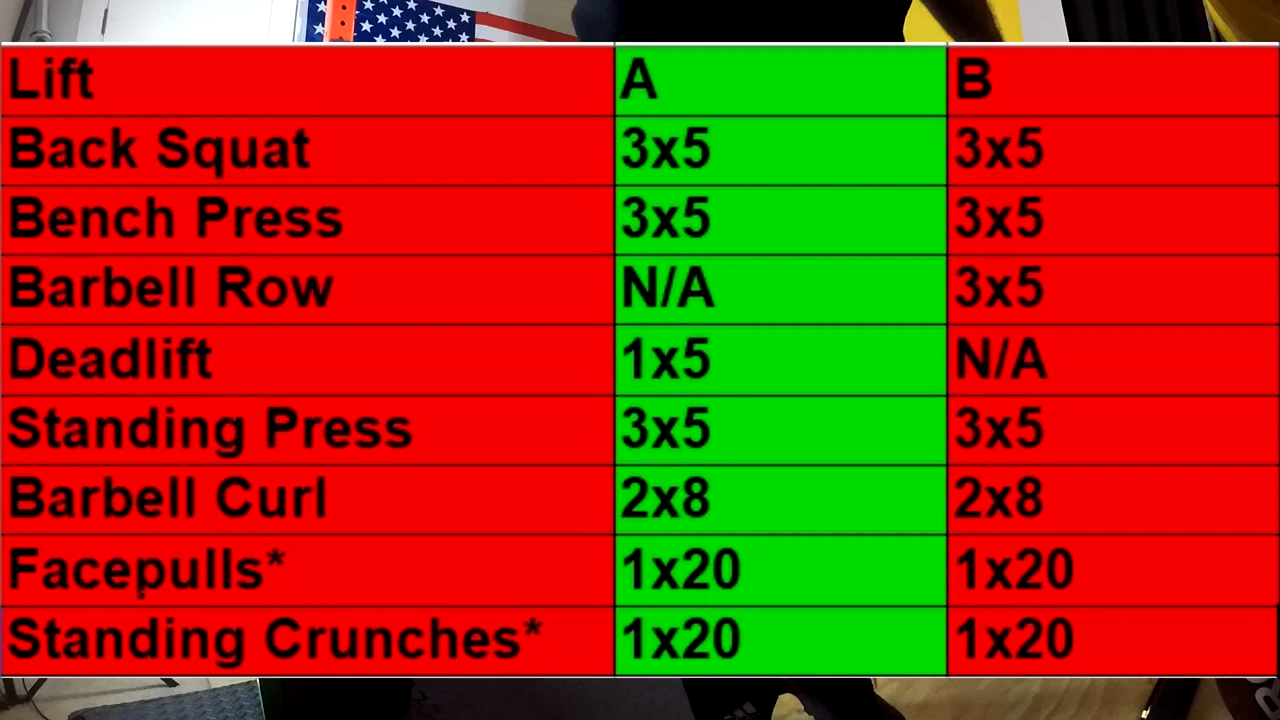 Lift A B
Back Squat 3x5 3x5
Bench Press 3x5 3x5
Barbell Row N/A 3x5
Deadlift 1x5 N/A
Standing Press 3x5 3x5
Barbell Curl 2x8 2x8
Facepulls* 1x20 1x20
Standing Crunches* 1x20 1x20